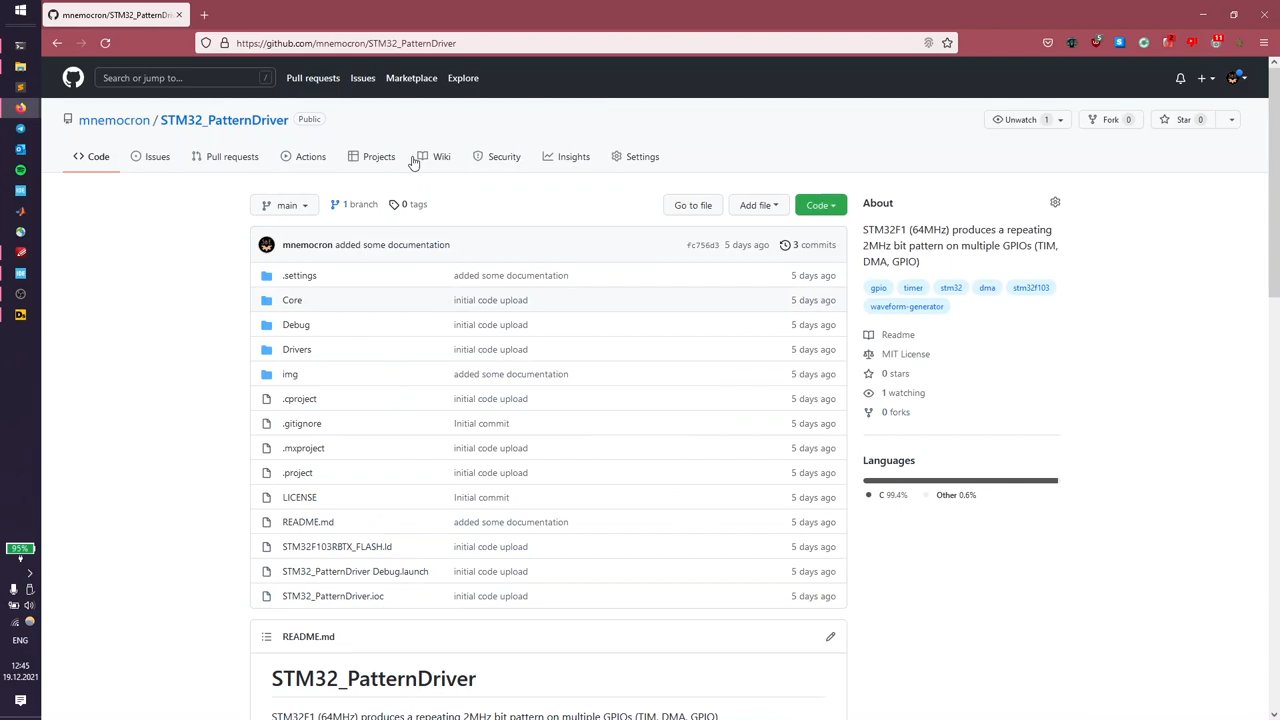 mnemocron/STM32_PatternDri
https://github.com/mnemocron/STM32_PatternDriver
Search or jump to... /
Pull requests Issues Marketplace Explore
mnemocron / STM32_PatternDriver Public
Unwatch 1 Fork 0 Star 0
Code Issues Pull requests Actions Projects Wiki Security Insights Settings
main 1 branch 0 tags Go to file Add file Code
mnemocron added some documentation fc756d3 5 days ago 3 commits
.settings added some documentation 5 days ago
Core initial code upload 5 days ago
Debug initial code upload 5 days ago
Drivers initial code upload 5 days ago
img added some documentation 5 days ago
.cproject initial code upload 5 days ago
.gitignore Initial commit 5 days ago
.mxproject initial code upload 5 days ago
.project initial code upload 5 days ago
LICENSE Initial commit 5 days ago
README.md added some documentation 5 days ago
STM32F103RBTX_FLASH.ld initial code upload 5 days ago
STM32_PatternDriver Debug.launch initial code upload 5 days ago
STM32_PatternDriver.ioc initial code upload 5 days ago
README.md
STM32_PatternDriver
STM32F1 (64MHz) produces a repeating 2MHz bit pattern on multiple GPIOs (TIM, DMA, GPIO)
About
STM32F1 (64MHz) produces a repeating
2MHz bit pattern on multiple GPIOs (TIM,
DMA, GPIO)
gpio timer stm32 dma stm32f103
waveform-generator
Readme
MIT License
0 stars
1 watching
0 forks
Languages
C 99.4% Other 0.6%
95%
ENG
12:45
19.12.2021